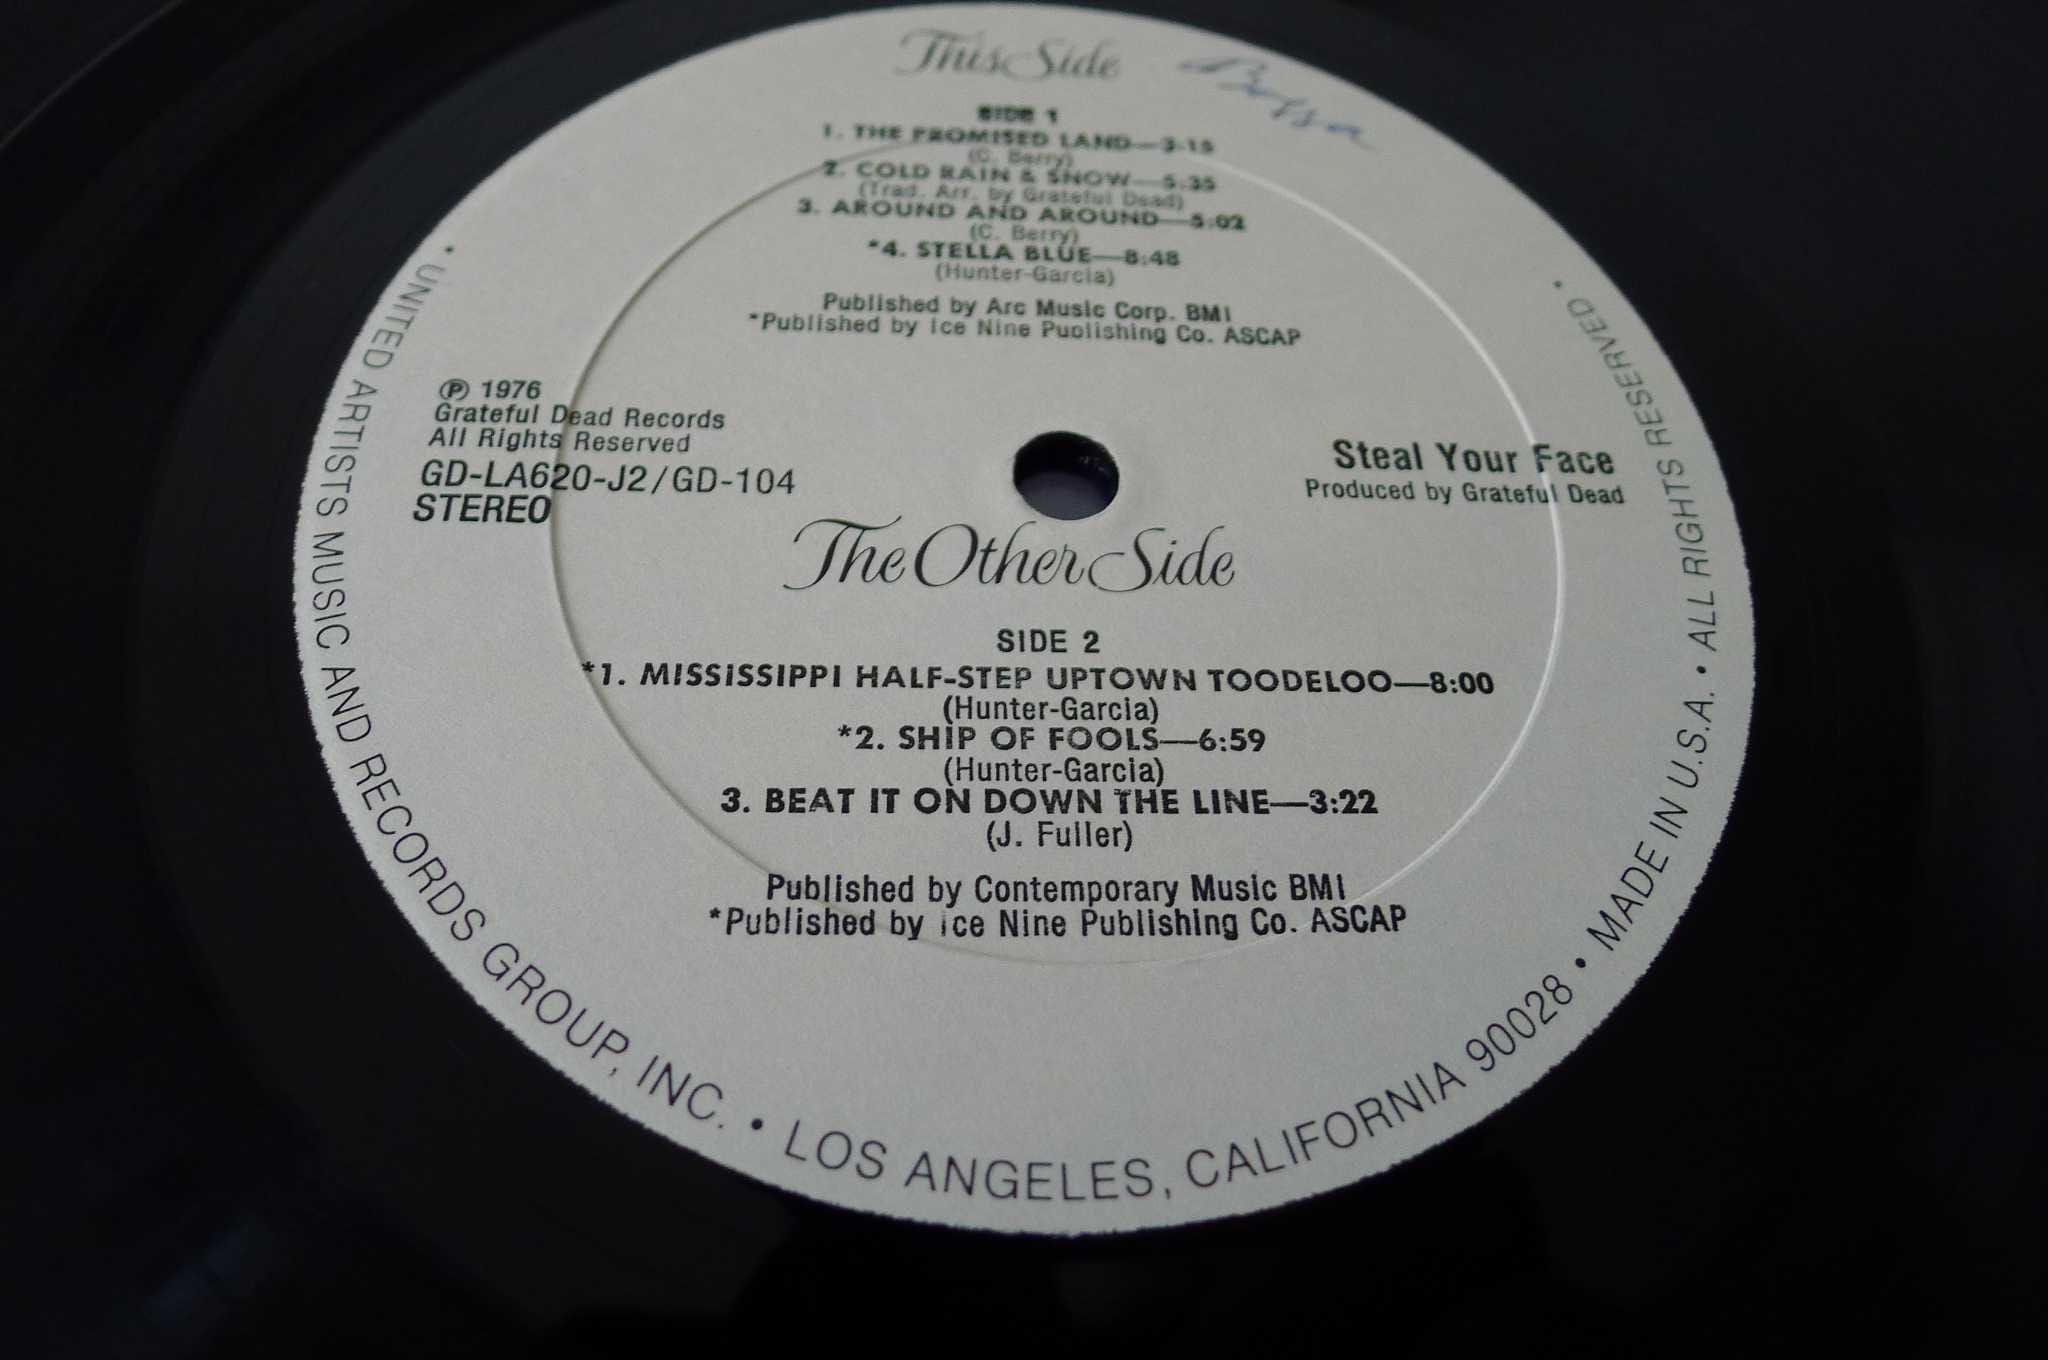 This Side
SIDE 1
1. THE PROMISED LAND—3:15
(C. Berry)
2. COLD RAIN & SNOW—5:35
(Trad. Arr. by Grateful Dead)
3. AROUND AND AROUND—5:02
(C. Berry)
*4. STELLA BLUE—8:48
(Hunter-Garcia)
Published by Arc Music Corp. BMI
*Published by Ice Nine Publishing Co. ASCAP
℗ 1976
Grateful Dead Records
All Rights Reserved
GD-LA620-J2/GD-104
STEREO
Steal Your Face
Produced by Grateful Dead
The Other Side
SIDE 2
*1. MISSISSIPPI HALF-STEP UPTOWN TOODELOO—8:00
(Hunter-Garcia)
*2. SHIP OF FOOLS—6:59
(Hunter-Garcia)
3. BEAT IT ON DOWN THE LINE—3:22
(J. Fuller)
Published by Contemporary Music BMI
*Published by Ice Nine Publishing Co. ASCAP
• UNITED ARTISTS MUSIC AND RECORDS GROUP, INC. • LOS ANGELES, CALIFORNIA 90028 • MADE IN U.S.A. • ALL RIGHTS RESERVED •